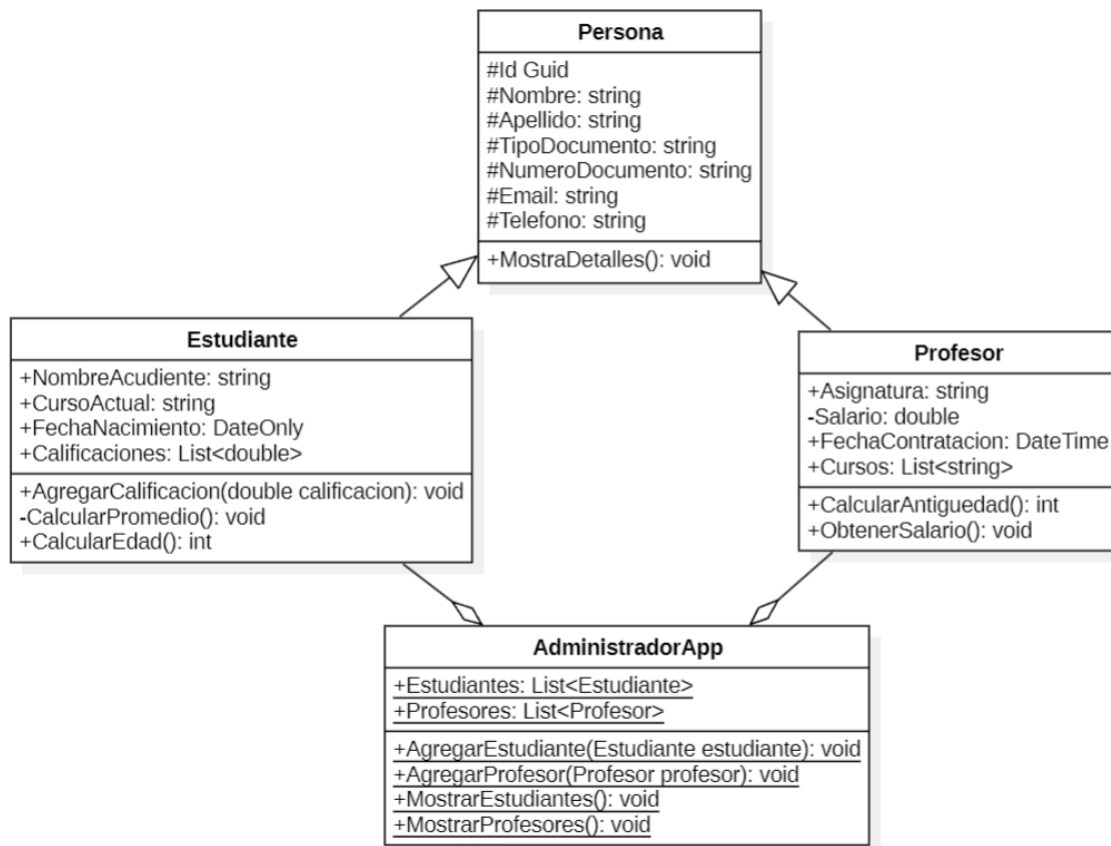 Persona
#Id Guid
#Nombre: string
#Apellido: string
#TipoDocumento: string
#NumeroDocumento: string
#Email: string
#Telefono: string
+MostraDetalles(): void
Estudiante
+NombreAcudiente: string
+CursoActual: string
+FechaNacimiento: DateOnly
+Calificaciones: List<double>
+AgregarCalificacion(double calificacion): void
-CalcularPromedio(): void
+CalcularEdad(): int
Profesor
+Asignatura: string
-Salario: double
+FechaContratacion: DateTime
+Cursos: List<string>
+CalcularAntiguedad(): int
+ObtenerSalario(): void
AdministradorApp
+Estudiantes: List<Estudiante>
+Profesores: List<Profesor>
+AgregarEstudiante(Estudiante estudiante): void
+AgregarProfesor(Profesor profesor): void
+MostrarEstudiantes(): void
+MostrarProfesores(): void